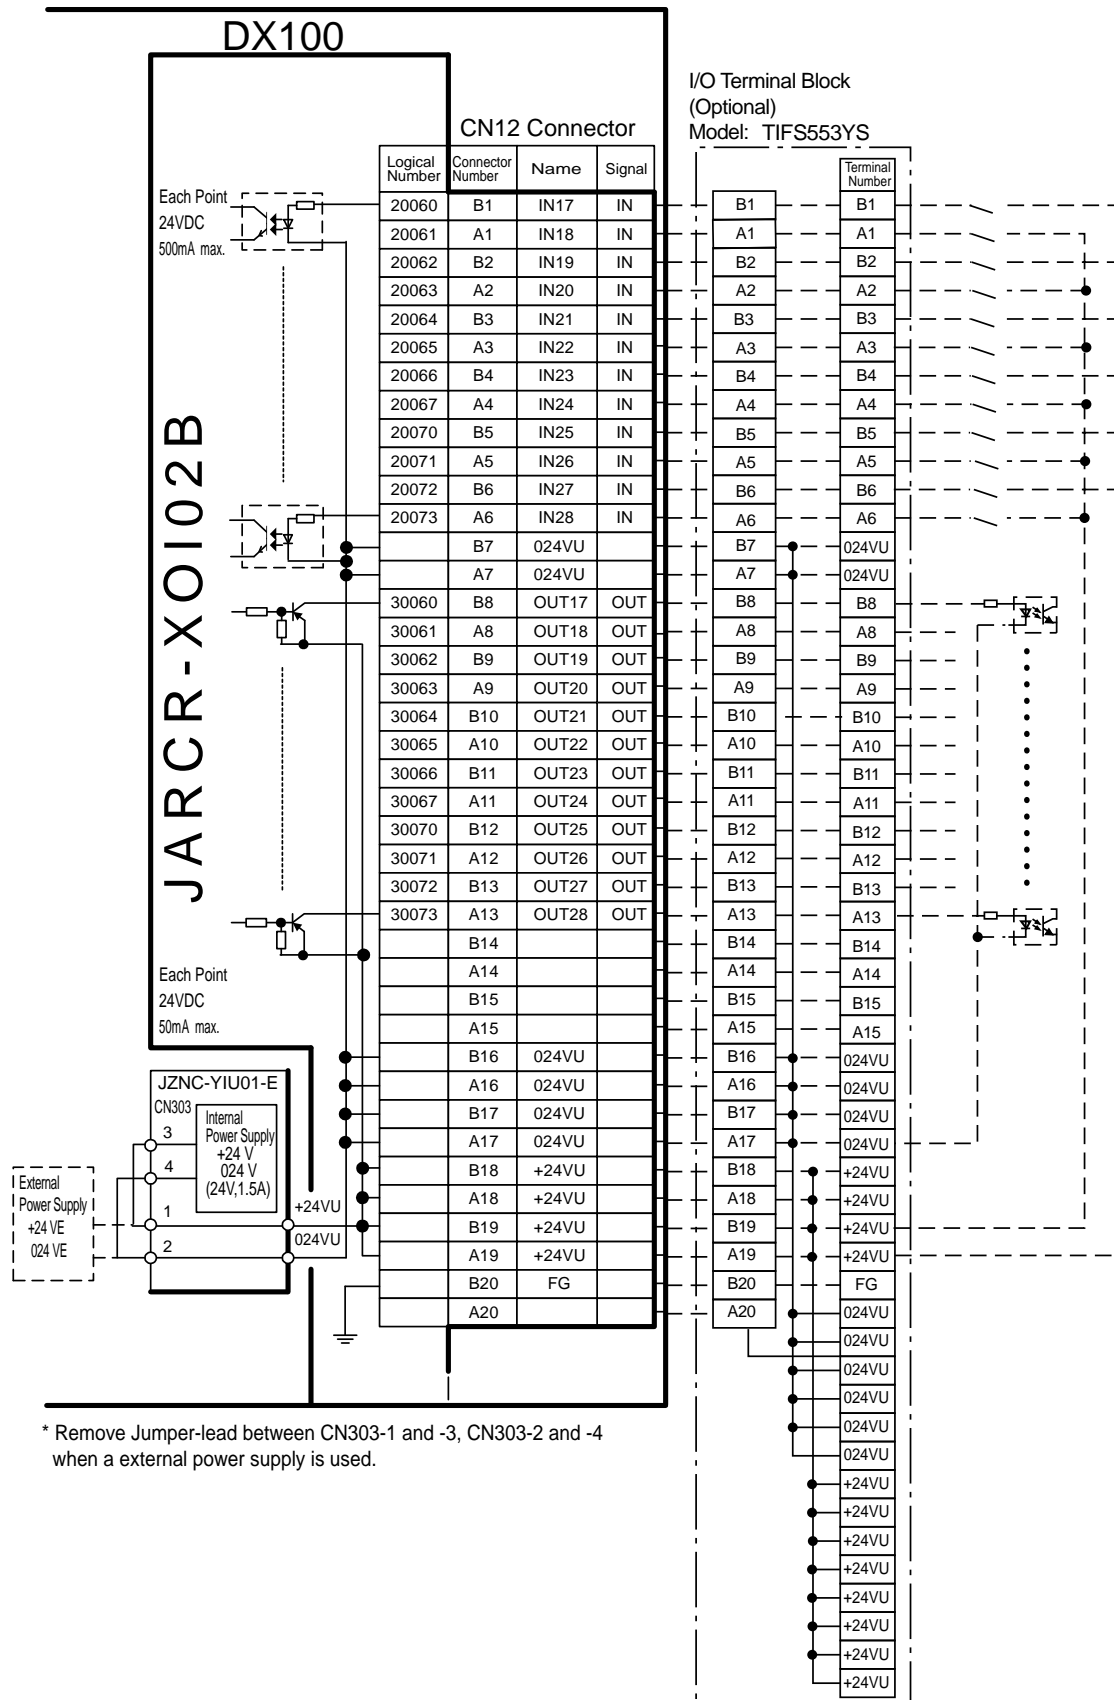 DX100
I/O Terminal Block
(Optional)
Model: TIFS553YS
CN12 Connector
Logical Number Connector Number Name Signal
Terminal Number
Each Point
24VDC
500mA max.
20060 B1 IN17 IN B1 B1
20061 A1 IN18 IN A1 A1
20062 B2 IN19 IN B2 B2
20063 A2 IN20 IN A2 A2
20064 B3 IN21 IN B3 B3
20065 A3 IN22 IN A3 A3
20066 B4 IN23 IN B4 B4
20067 A4 IN24 IN A4 A4
20070 B5 IN25 IN B5 B5
20071 A5 IN26 IN A5 A5
20072 B6 IN27 IN B6 B6
20073 A6 IN28 IN A6 A6
B7 024VU B7 024VU
A7 024VU A7 024VU
30060 B8 OUT17 OUT B8 B8
30061 A8 OUT18 OUT A8 A8
30062 B9 OUT19 OUT B9 B9
30063 A9 OUT20 OUT A9 A9
30064 B10 OUT21 OUT B10 B10
30065 A10 OUT22 OUT A10 A10
30066 B11 OUT23 OUT B11 B11
30067 A11 OUT24 OUT A11 A11
30070 B12 OUT25 OUT B12 B12
30071 A12 OUT26 OUT A12 A12
30072 B13 OUT27 OUT B13 B13
30073 A13 OUT28 OUT A13 A13
B14 B14 B14
A14 A14 A14
B15 B15 B15
A15 A15 A15
B16 024VU B16 024VU
A16 024VU A16 024VU
B17 024VU B17 024VU
A17 024VU A17 024VU
B18 +24VU B18 +24VU
A18 +24VU A18 +24VU
B19 +24VU B19 +24VU
A19 +24VU A19 +24VU
B20 FG B20 FG
A20 A20 024VU
024VU
024VU
024VU
024VU
024VU
+24VU
+24VU
+24VU
+24VU
+24VU
+24VU
+24VU
+24VU
JARCR-XOI02B
Each Point
24VDC
50mA max.
JZNC-YIU01-E
CN303
3
4
1
2
Internal
Power Supply
+24 V
024 V
(24V,1.5A)
+24VU
024VU
External
Power Supply
+24 VE
024 VE
* Remove Jumper-lead between CN303-1 and -3, CN303-2 and -4
when a external power supply is used.